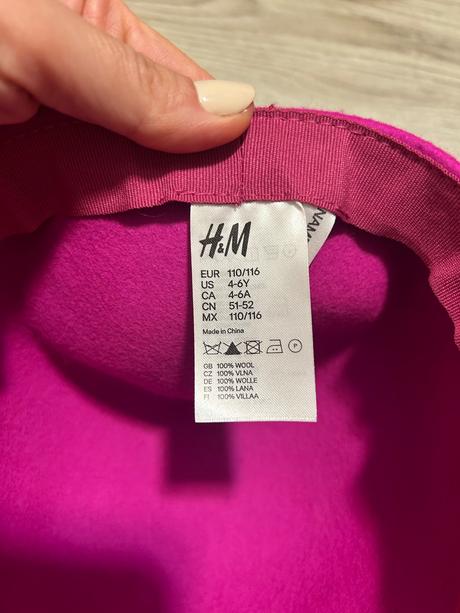 H&M
EUR 110/116
US 4-6Y
CA 4-6A
CN 51-52
MX 110/116
Made in China
P
GB 100% WOOL
CZ 100% VLNA
DE 100% WOLLE
ES 100% LANA
FI 100% VILLAA
NAM